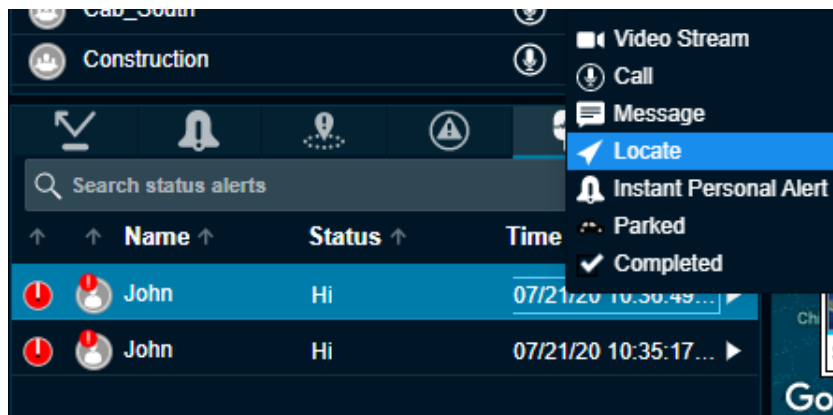 Cab_South
Construction
Video Stream
Call
Message
Locate
Instant Personal Alert
Parked
Completed
Search status alerts
Name Status Time
John Hi 07/21/20 10:36:49...
John Hi 07/21/20 10:35:17...
Chi
Go